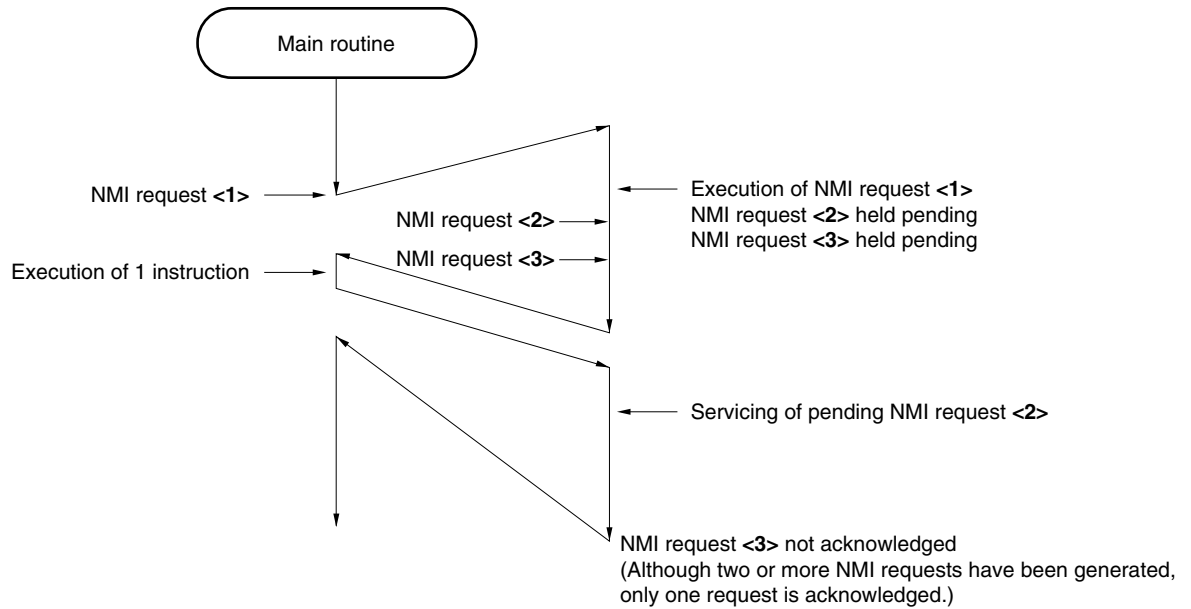 Main routine
NMI request <1>
Execution of NMI request <1>
NMI request <2> held pending
NMI request <3> held pending
NMI request <2>
NMI request <3>
Execution of 1 instruction
Servicing of pending NMI request <2>
NMI request <3> not acknowledged
(Although two or more NMI requests have been generated,
only one request is acknowledged.)